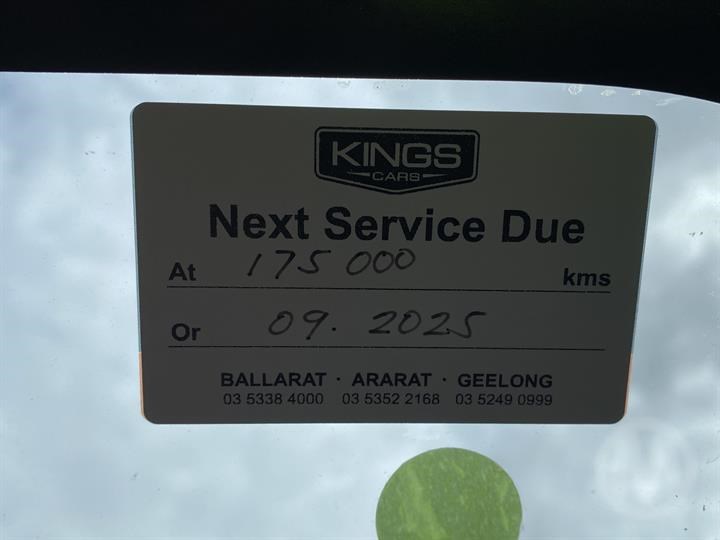 KINGS
CARS
Next Service Due
At 175 000 kms
Or 09. 2025
BALLARAT · ARARAT · GEELONG
03 5338 4000 03 5352 2168 03 5249 0999